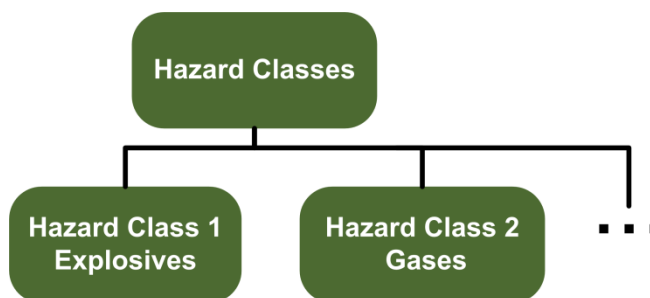 Hazard Classes
Hazard Class 1
Explosives
Hazard Class 2
Gases
...